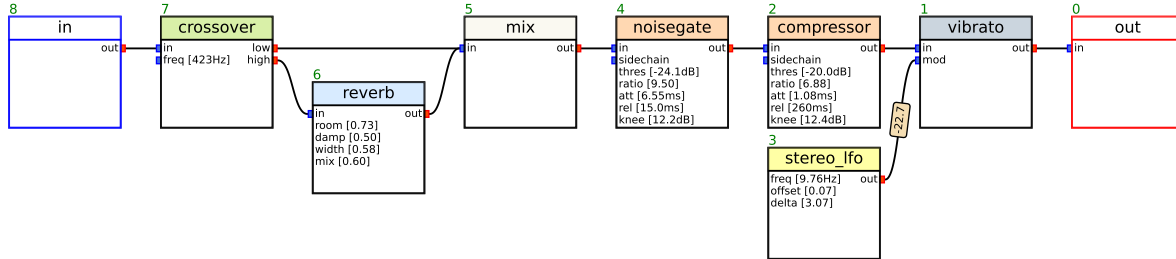 8
in
out
7
crossover
in
low
freq [423Hz]
high
6
reverb
in
out
room [0.73]
damp [0.50]
width [0.58]
mix [0.60]
5
mix
in
out
4
noisegate
in
out
sidechain
thres [-24.1dB]
ratio [9.50]
att [6.55ms]
rel [15.0ms]
knee [12.2dB]
2
compressor
in
out
sidechain
thres [-20.0dB]
ratio [6.88]
att [1.08ms]
rel [260ms]
knee [12.4dB]
3
stereo_lfo
freq [9.76Hz]
out
offset [0.07]
delta [3.07]
-22.7
1
vibrato
in
out
mod
0
out
in